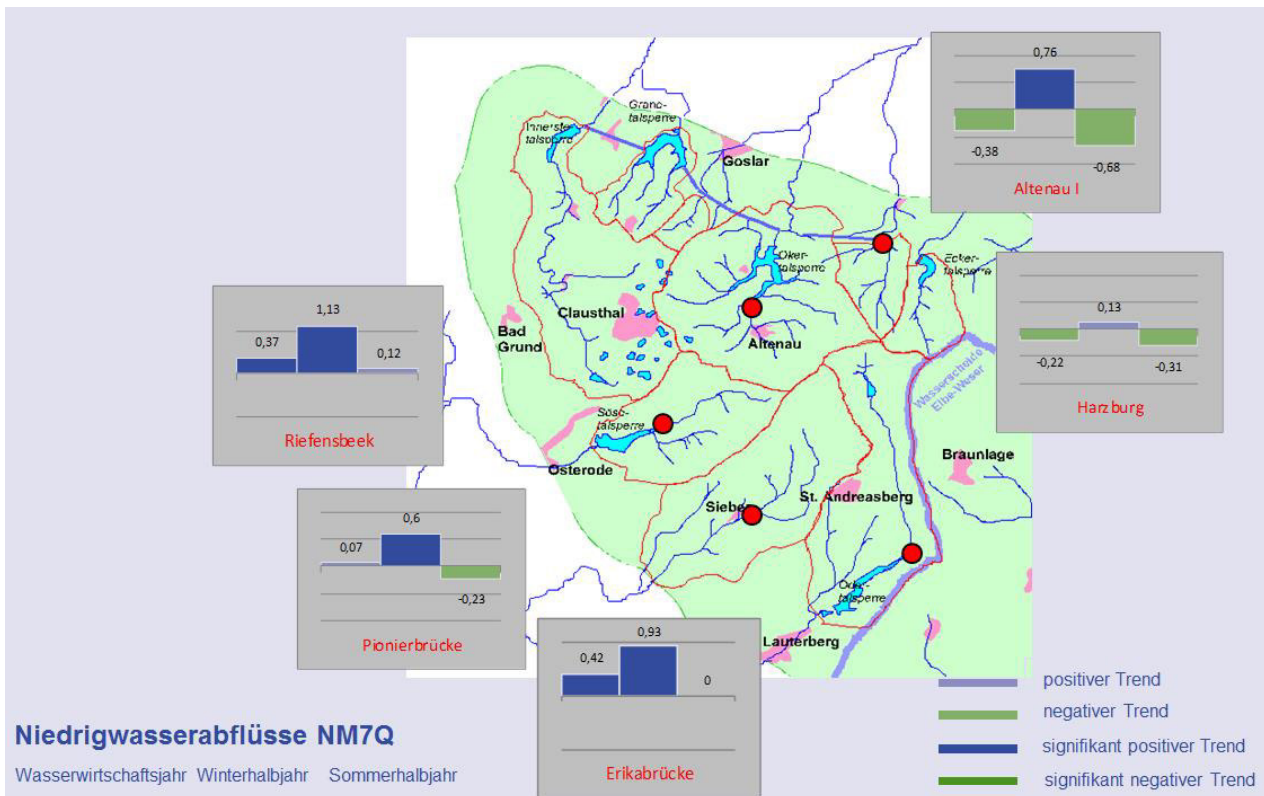 0,76
-0,38
-0,68
Altenau I
Grane-
talsperre
Innerste-
talsperre
Goslar
Oker-
talsperre
Ecker-
talsperre
Clausthal
Bad
Grund
Altenau
Wasserscheide
Elbe-Weser
0,13
-0,22
-0,31
Harzburg
1,13
0,37
0,12
Riefensbeek
Söse-
talsperre
Osterode
Braunlage
St. Andreasberg
Sieber
0,6
0,07
-0,23
Pionierbrücke
Oder-
talsperre
Lauterberg
0,93
0,42
0
Erikabrücke
positiver Trend
negativer Trend
signifikant positiver Trend
signifikant negativer Trend
Niedrigwasserabflüsse NM7Q
Wasserwirtschaftsjahr Winterhalbjahr Sommerhalbjahr